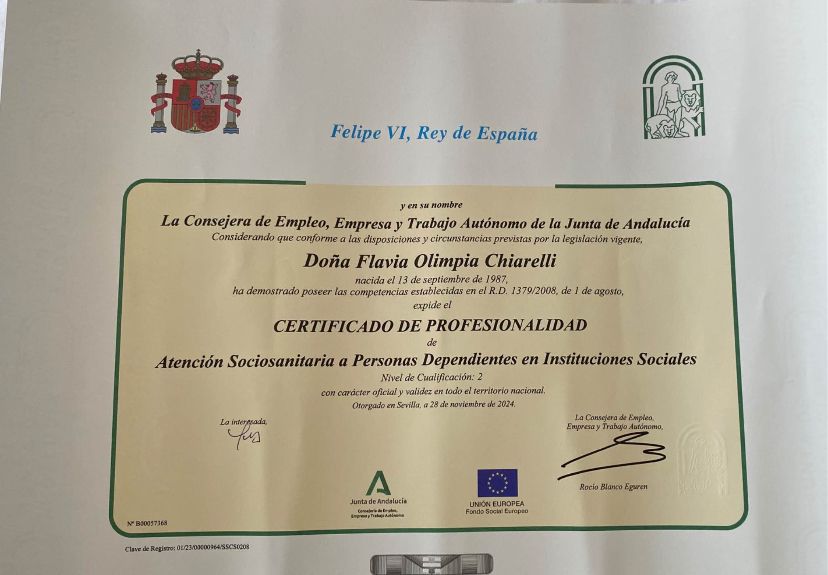 Felipe VI, Rey de España
y en su nombre
La Consejera de Empleo, Empresa y Trabajo Autónomo de la Junta de Andalucía
Considerando que conforme a las disposiciones y circunstancias previstas por la legislación vigente,
Doña Flavia Olimpia Chiarelli
nacida el 13 de septiembre de 1987,
ha demostrado poseer las competencias establecidas en el R.D. 1379/2008, de 1 de agosto,
expide el
CERTIFICADO DE PROFESIONALIDAD
de
Atención Sociosanitaria a Personas Dependientes en Instituciones Sociales
Nivel de Cualificación: 2
con carácter oficial y validez en todo el territorio nacional.
Otorgado en Sevilla, a 28 de noviembre de 2024.
La interesada,
La Consejera de Empleo,
Empresa y Trabajo Autónomo,
Rocío Blanco Eguren
Junta de Andalucía
Consejería de Empleo,
Empresa y Trabajo Autónomo
UNIÓN EUROPEA
Fondo Social Europeo
Nº B00057368
Clave de Registro: 01/23/00000964/SSCS0208